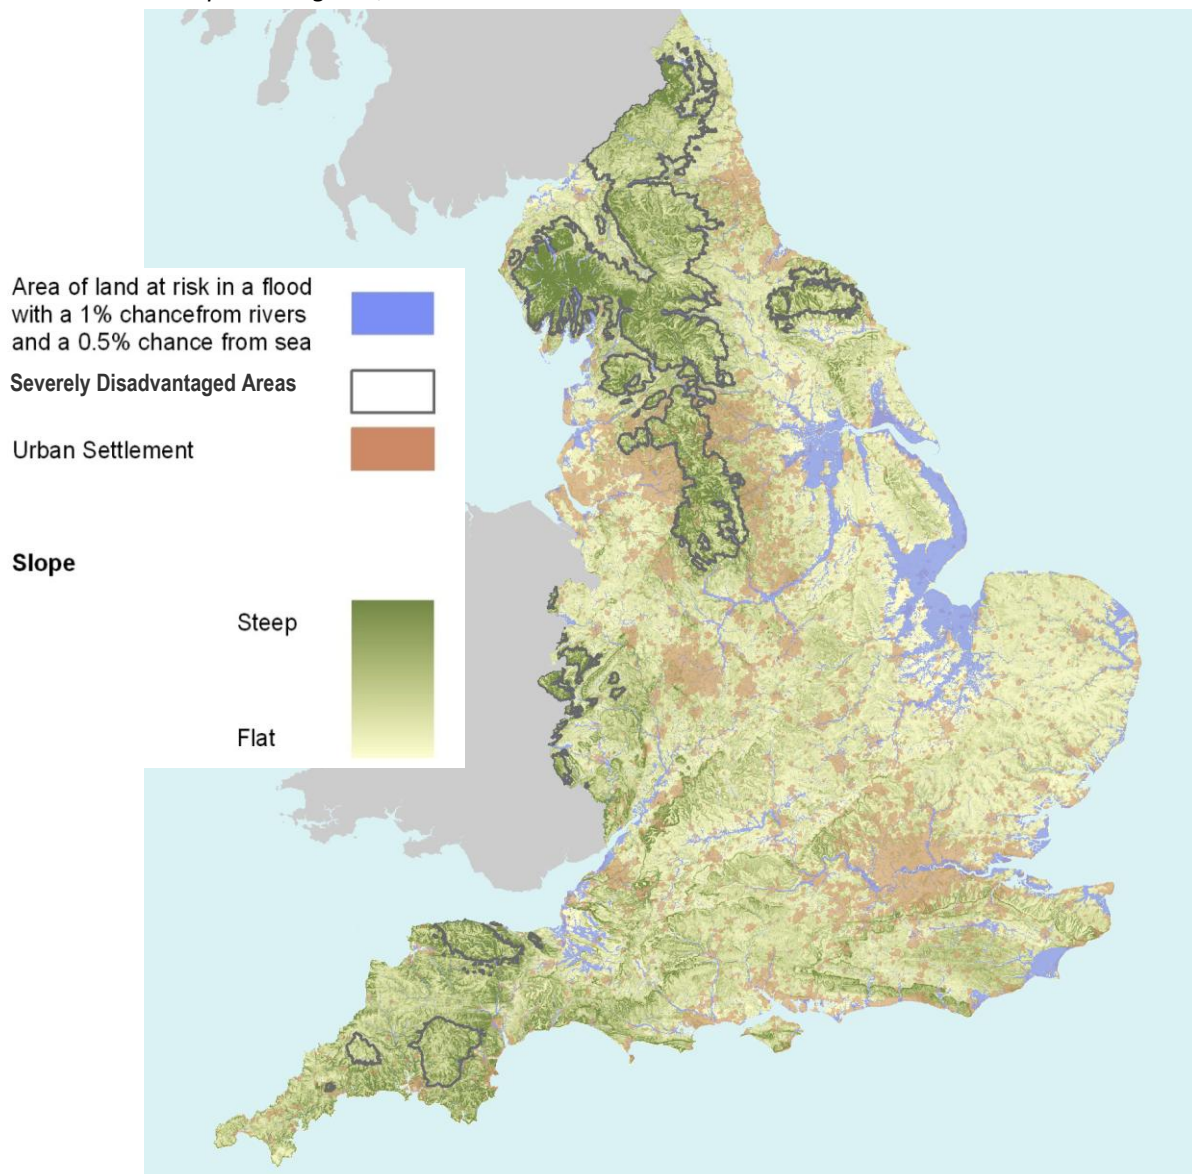 Area of land at risk in a flood
with a 1% chancefrom rivers
and a 0.5% chance from sea
Severely Disadvantaged Areas
Urban Settlement
Slope
Steep
Flat